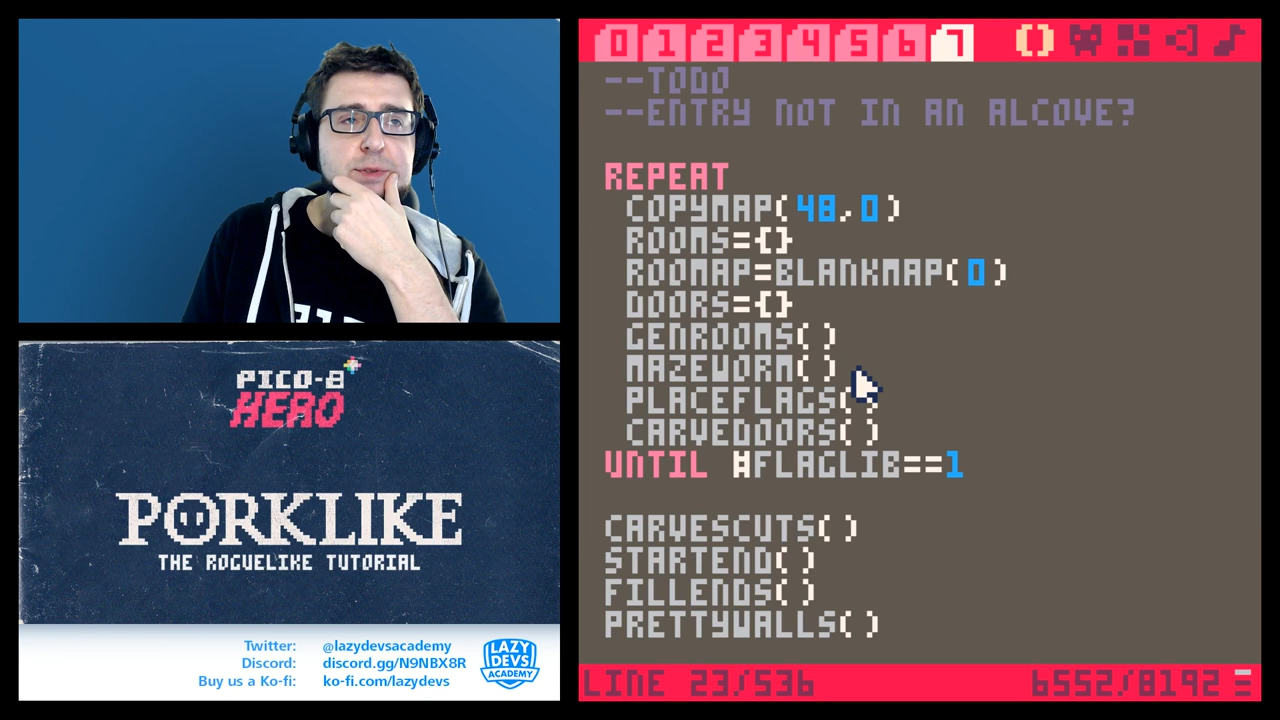 PICO-8
HERO
PORKLIKE
THE ROGUELIKE TUTORIAL
Twitter: @lazydevsacademy
Discord: discord.gg/N9NBX8R
Buy us a Ko-fi: ko-fi.com/lazydevs
LAZY
DEVS
ACADEMY
0 1 2 3 4 5 6 7 ()
--TODO
--ENTRY NOT IN AN ALCOVE?
REPEAT
COPYMAP(48,0)
ROOMS={}
ROOMAP=BLANKMAP(0)
DOORS={}
GENROOMS()
MAZEWORM()
PLACEFLAGS()
CARVEDOORS()
UNTIL #FLAGLIB==1
CARVESCUTS()
STARTEND()
FILLENDS()
PRETTYWALLS()
LINE 23/536 6552/8192